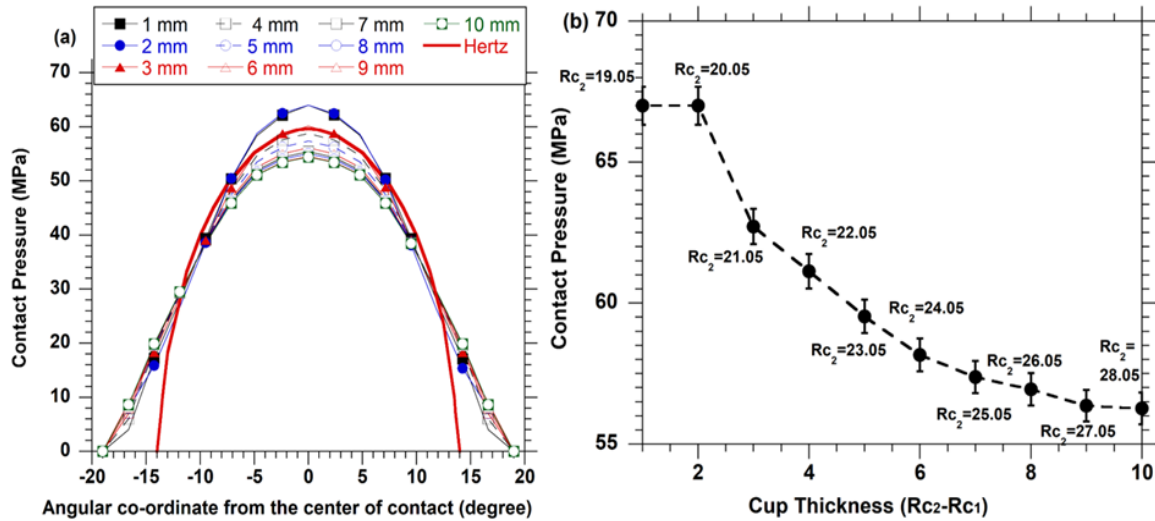 (a)
1 mm 4 mm 7 mm 10 mm
2 mm 5 mm 8 mm Hertz
3 mm 6 mm 9 mm
70
60
50
40
30
20
10
0
Contact Pressure (MPa)
-20 -15 -10 -5 0 5 10 15 20
Angular co-ordinate from the center of contact (degree)
(b)
70
65
60
55
Contact Pressure (MPa)
Rc2=19.05
Rc2=20.05
Rc2=21.05
Rc2=22.05
Rc2=23.05
Rc2=24.05
Rc2=25.05
Rc2=26.05
Rc2=27.05
Rc2=
28.05
2 4 6 8 10
Cup Thickness (Rc2-Rc1)